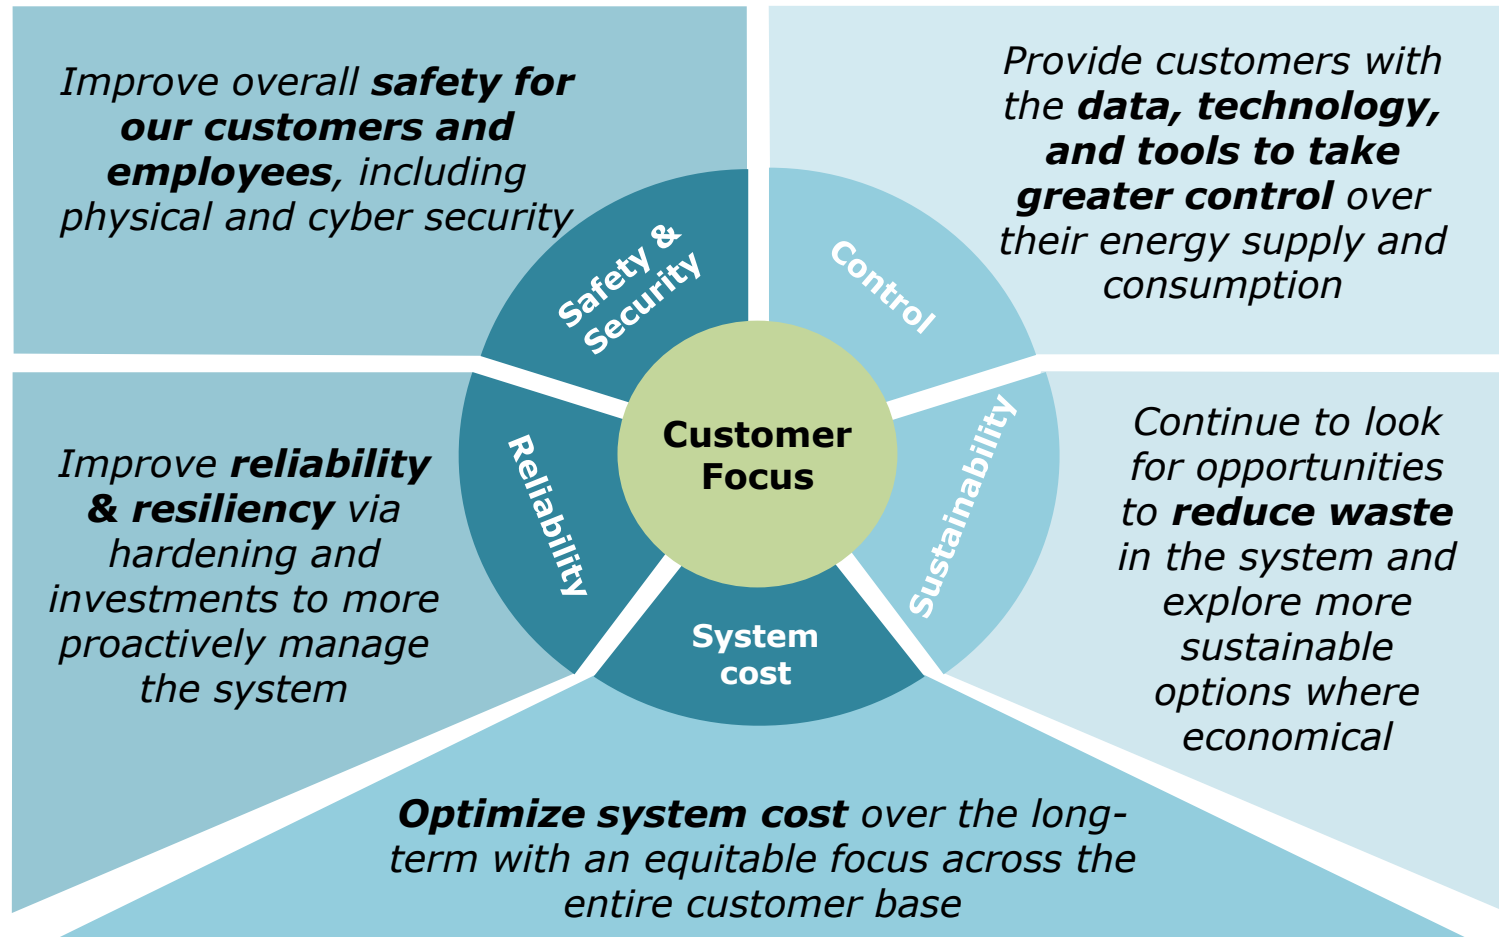 Improve overall safety for
our customers and
employees, including
physical and cyber security
Provide customers with
the data, technology,
and tools to take
greater control over
their energy supply and
consumption
Safety &
Security
Control
Customer
Focus
Reliability
Sustainability
System
cost
Improve reliability
& resiliency via
hardening and
investments to more
proactively manage
the system
Continue to look
for opportunities
to reduce waste
in the system and
explore more
sustainable
options where
economical
Optimize system cost over the long-
term with an equitable focus across the
entire customer base